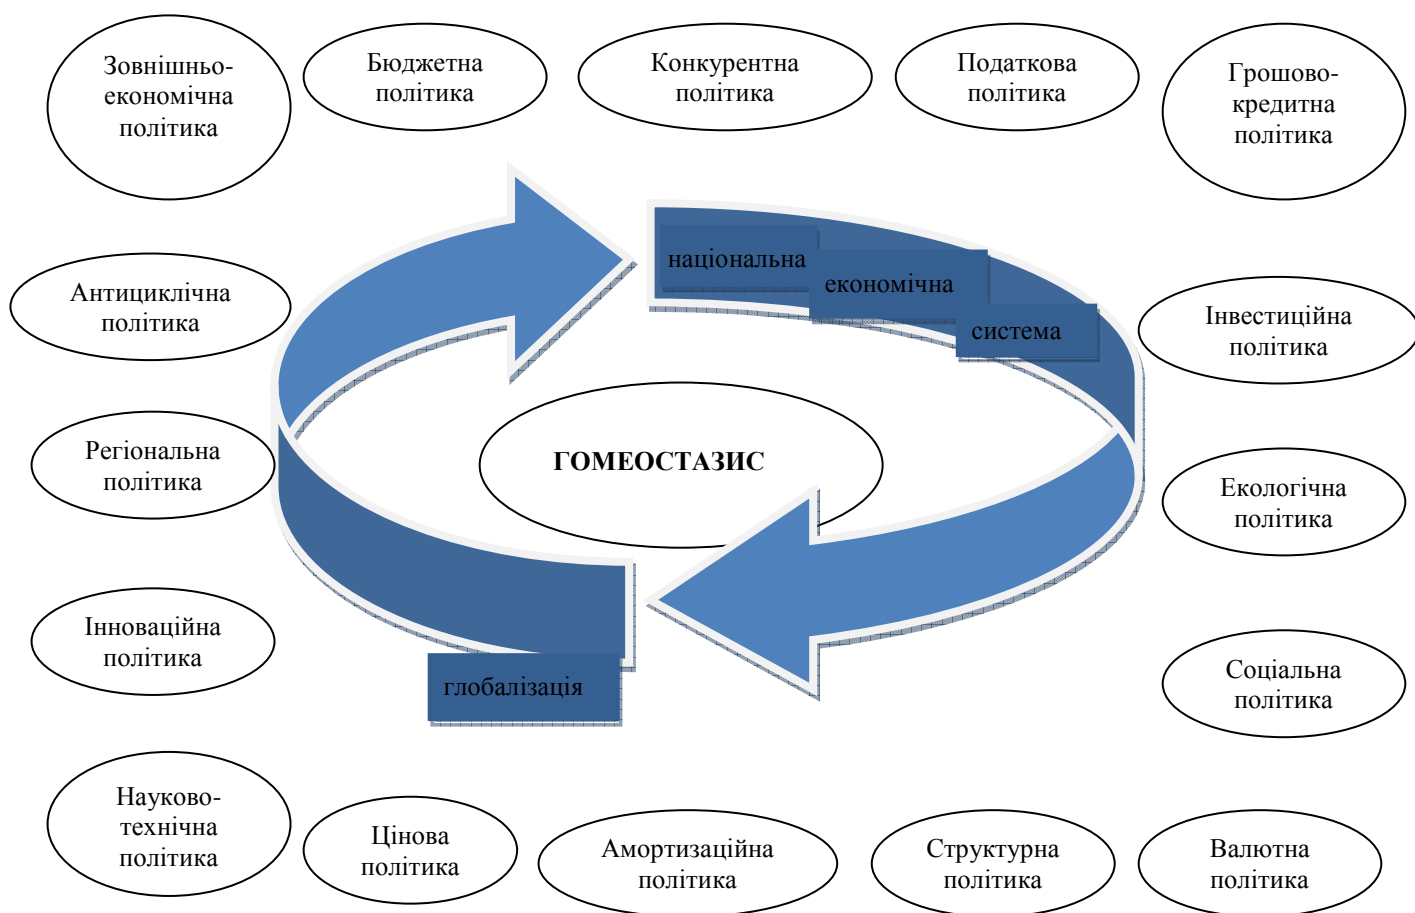 Зовнішньо-
економічна
політика
Бюджетна
політика
Конкурентна
політика
Податкова
політика
Грошово-
кредитна
політика
національна
економічна
система
Антициклічна
політика
Інвестиційна
політика
Регіональна
політика
ГОМЕОСТАЗИС
Екологічна
політика
Інноваційна
політика
глобалізація
Соціальна
політика
Науково-
технічна
політика
Цінова
політика
Амортизаційна
політика
Структурна
політика
Валютна
політика